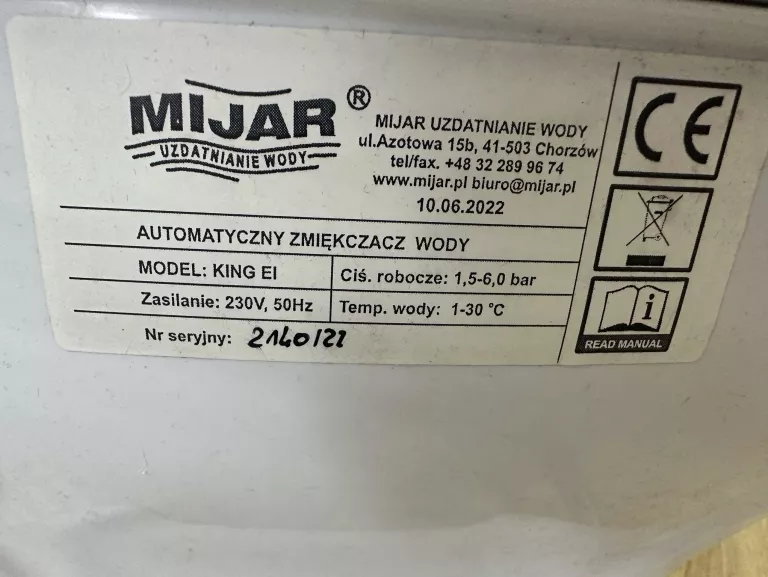 MIJAR ®
UZDATNIANIE WODY
MIJAR UZDATNIANIE WODY
ul.Azotowa 15b, 41-503 Chorzów
tel/fax. +48 32 289 96 74
www.mijar.pl biuro@mijar.pl
10.06.2022
CE
AUTOMATYCZNY ZMIĘKCZACZ WODY
MODEL: KING EI
Ciś. robocze: 1,5-6,0 bar
Zasilanie: 230V, 50Hz
Temp. wody: 1-30 °C
Nr seryjny: 2140/22
i
READ MANUAL